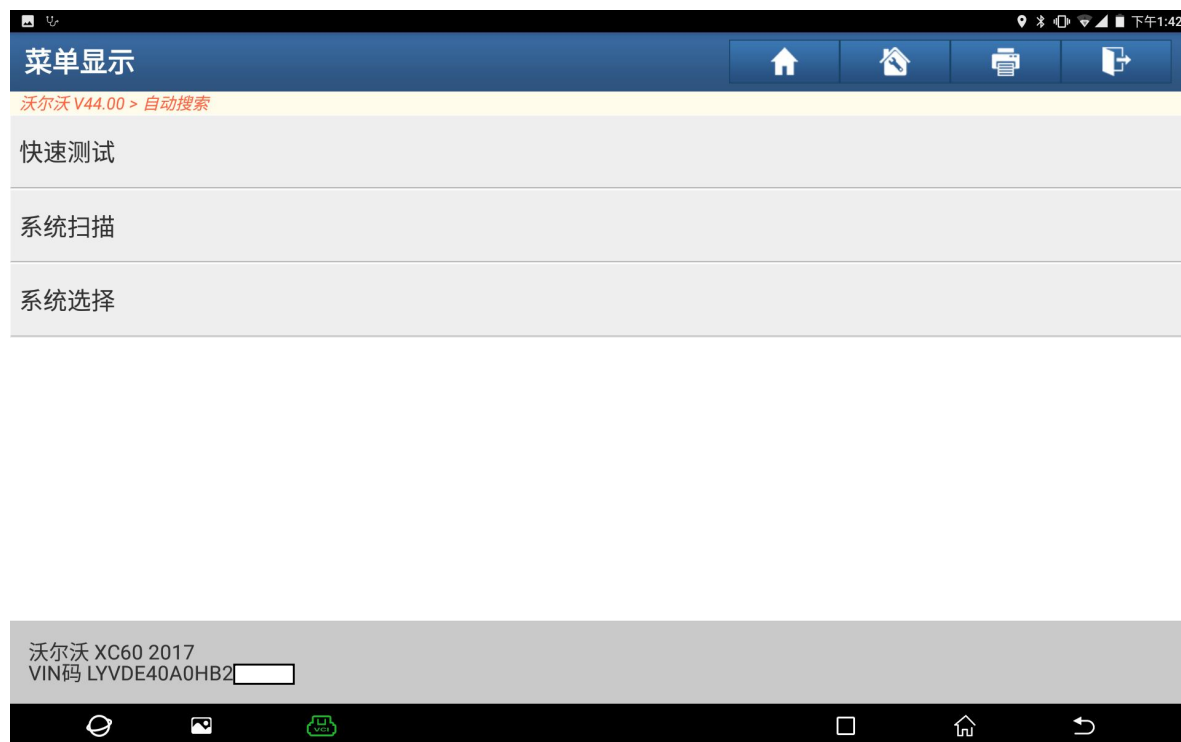 下午1:42
菜单显示
沃尔沃 V44.00 > 自动搜索
快速测试
系统扫描
系统选择
沃尔沃 XC60 2017
VIN码 LYVDE40A0HB2
VCI